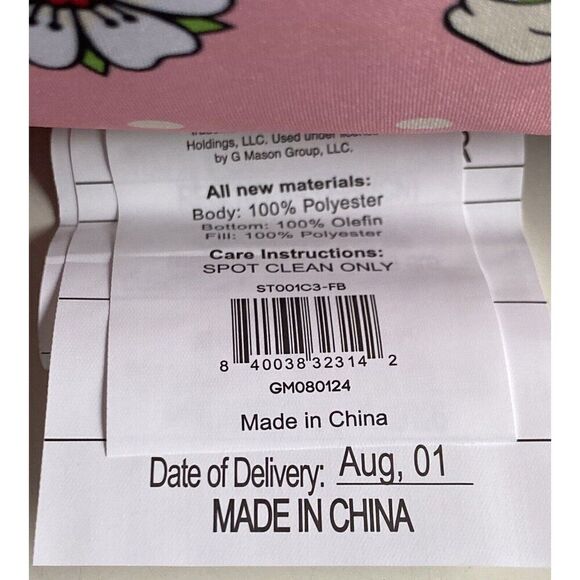 Holdings, LLC. Used under
by G Mason Group, LLC.
All new materials:
Body: 100% Polyester
Bottom: 100% Olefin
Fill: 100% Polyester
Care Instructions:
SPOT CLEAN ONLY
ST001C3-FB
8 40038 32314 2
GM080124
Made in China
Date of Delivery: Aug, 01
MADE IN CHINA